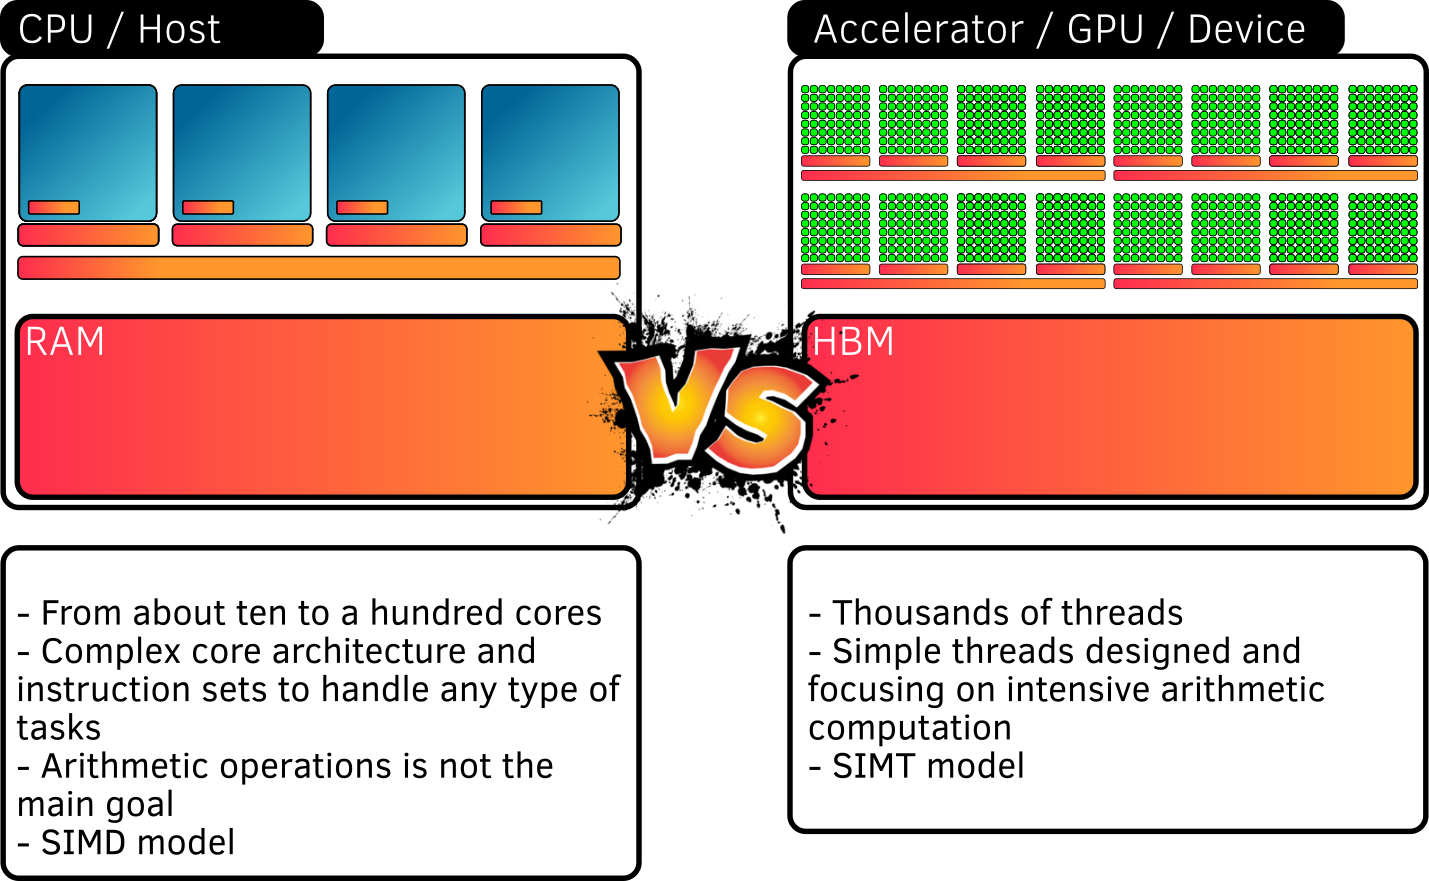 CPU / Host
Accelerator / GPU / Device
RAM
VS
HBM
- From about ten to a hundred cores
- Complex core architecture and
instruction sets to handle any type of
tasks
- Arithmetic operations is not the
main goal
- SIMD model
- Thousands of threads
- Simple threads designed and
focusing on intensive arithmetic
computation
- SIMT model